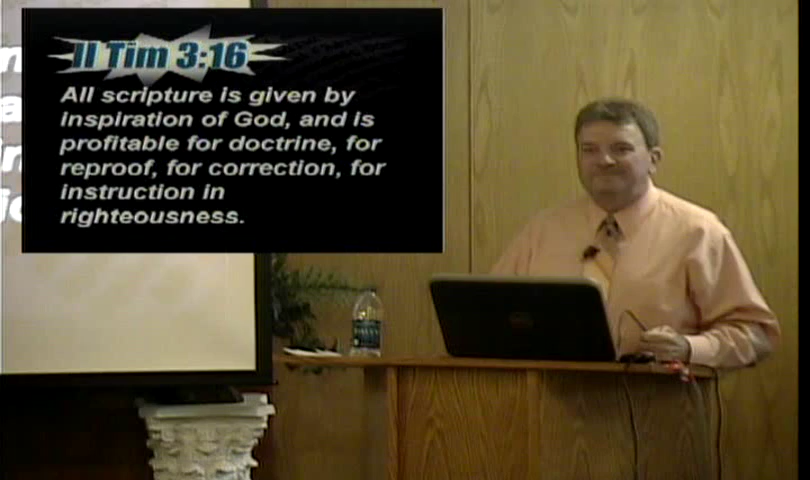 II Tim 3:16
All scripture is given by
inspiration of God, and is
profitable for doctrine, for
reproof, for correction, for
instruction in
righteousness.